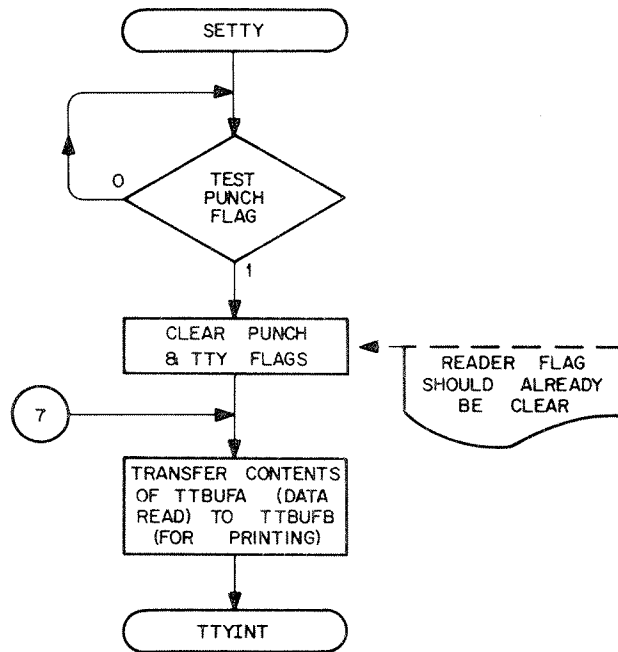 SETTY
0
TEST
PUNCH
FLAG
1
CLEAR PUNCH
& TTY FLAGS
READER FLAG
SHOULD ALREADY
BE CLEAR
7
TRANSFER CONTENTS
OF TTBUFA (DATA
READ) TO TTBUFB
(FOR PRINTING)
TTYINT